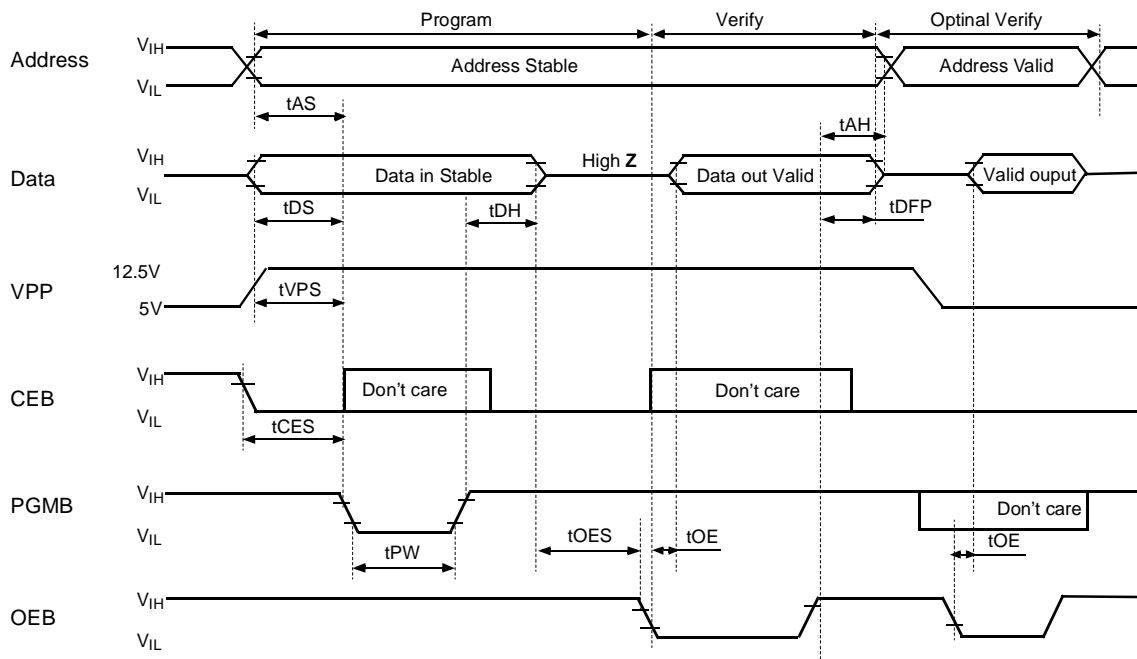 Program Verify Optinal Verify
Address VIH Address Stable Address Valid
VIL
tAS tAH
Data VIH Data in Stable High Z Data out Valid Valid ouput
VIL
tDS tDH tDFP
VPP 12.5V
5V tVPS
CEB VIH Don't care Don't care
VIL
tCES
PGMB VIH Don't care
VIL
tPW tOES tOE tOE
OEB VIH
VIL